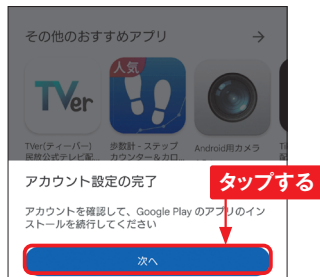 その他のおすすめアプリ
人気
TVer
TVer(ティーバー)
民放公式テレビ配...
歩数計 - ステップ
カウンター＆カロ...
Android用カメラ
アカウント設定の完了
タップする
アカウントを確認して、Google Play のアプリのイン
ストールを続行してください
次へ